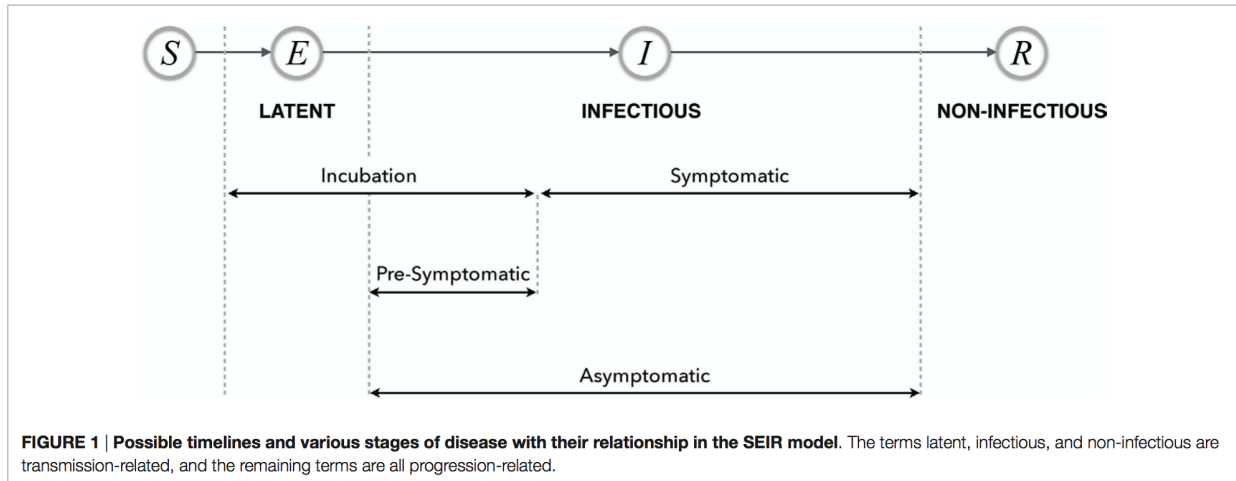 S E I R
LATENT INFECTIOUS NON-INFECTIOUS
Incubation Symptomatic
Pre-Symptomatic
Asymptomatic
FIGURE 1 | Possible timelines and various stages of disease with their relationship in the SEIR model. The terms latent, infectious, and non-infectious are
transmission-related, and the remaining terms are all progression-related.